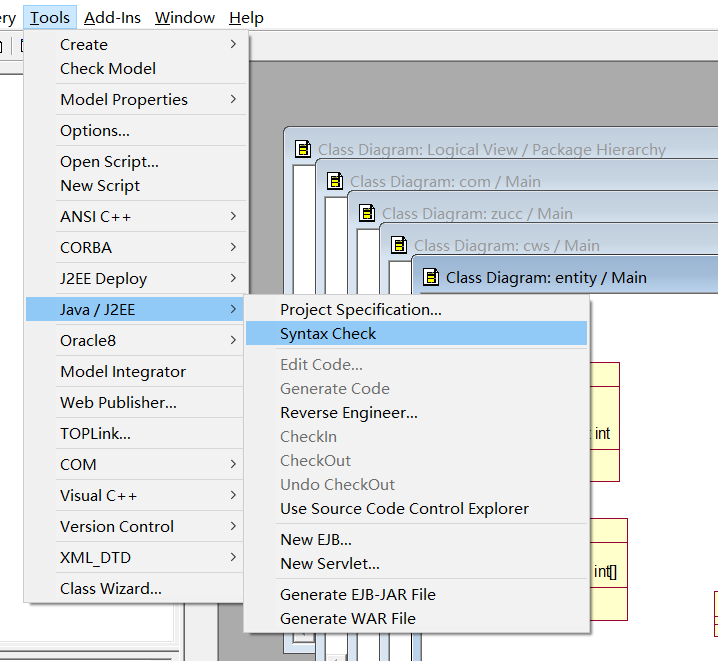 ery Tools Add-Ins Window Help
Create
Check Model
Model Properties
Options...
Open Script...
New Script
ANSI C++
CORBA
J2EE Deploy
Java / J2EE
Oracle8
Model Integrator
Web Publisher...
TOPLink...
COM
Visual C++
Version Control
XML_DTD
Class Wizard...
Class Diagram: Logical View / Package Hierarchy
Class Diagram: com / Main
Class Diagram: zucc / Main
Class Diagram: cws / Main
Class Diagram: entity / Main
Project Specification...
Syntax Check
Edit Code...
Generate Code
Reverse Engineer...
CheckIn
CheckOut
Undo CheckOut
Use Source Code Control Explorer
New EJB...
New Servlet...
Generate EJB-JAR File
Generate WAR File
int
int[]